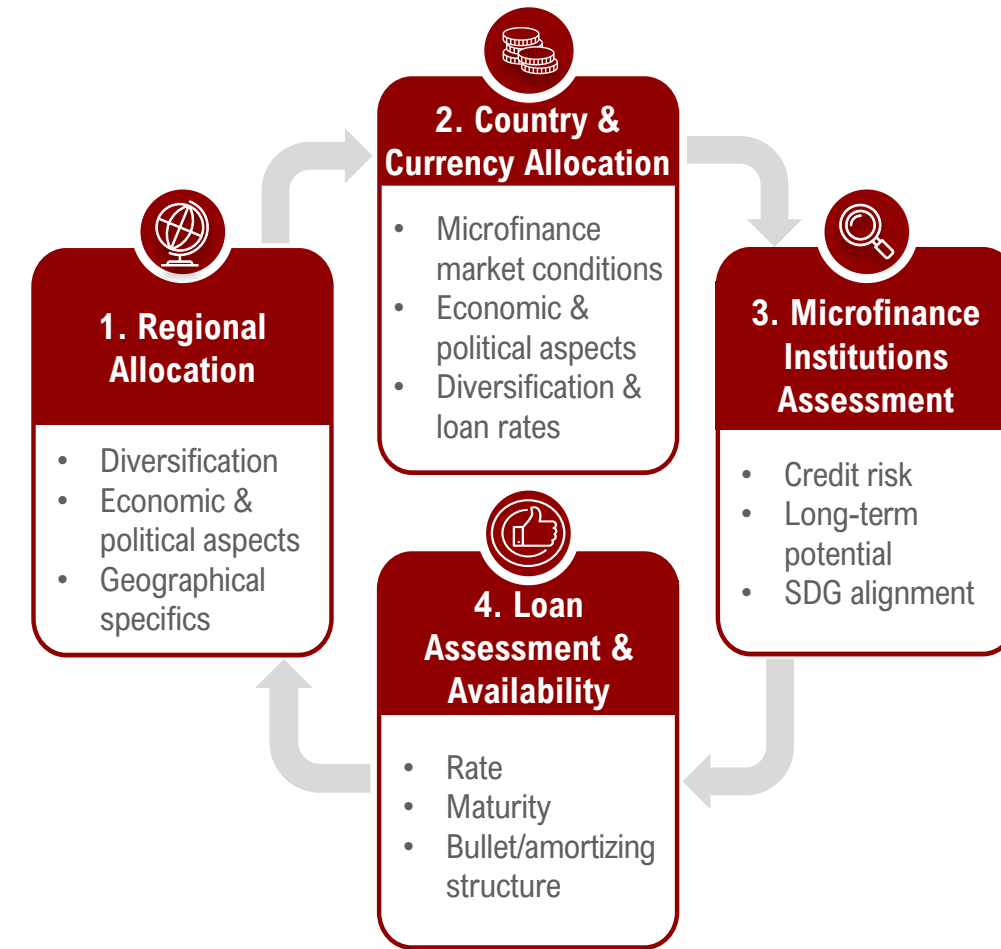 1. Regional
Allocation
• Diversification
• Economic &
political aspects
• Geographical
specifics
2. Country &
Currency Allocation
• Microfinance
market conditions
• Economic &
political aspects
• Diversification &
loan rates
3. Microfinance
Institutions
Assessment
• Credit risk
• Long-term
potential
• SDG alignment
4. Loan
Assessment &
Availability
• Rate
• Maturity
• Bullet/amortizing
structure